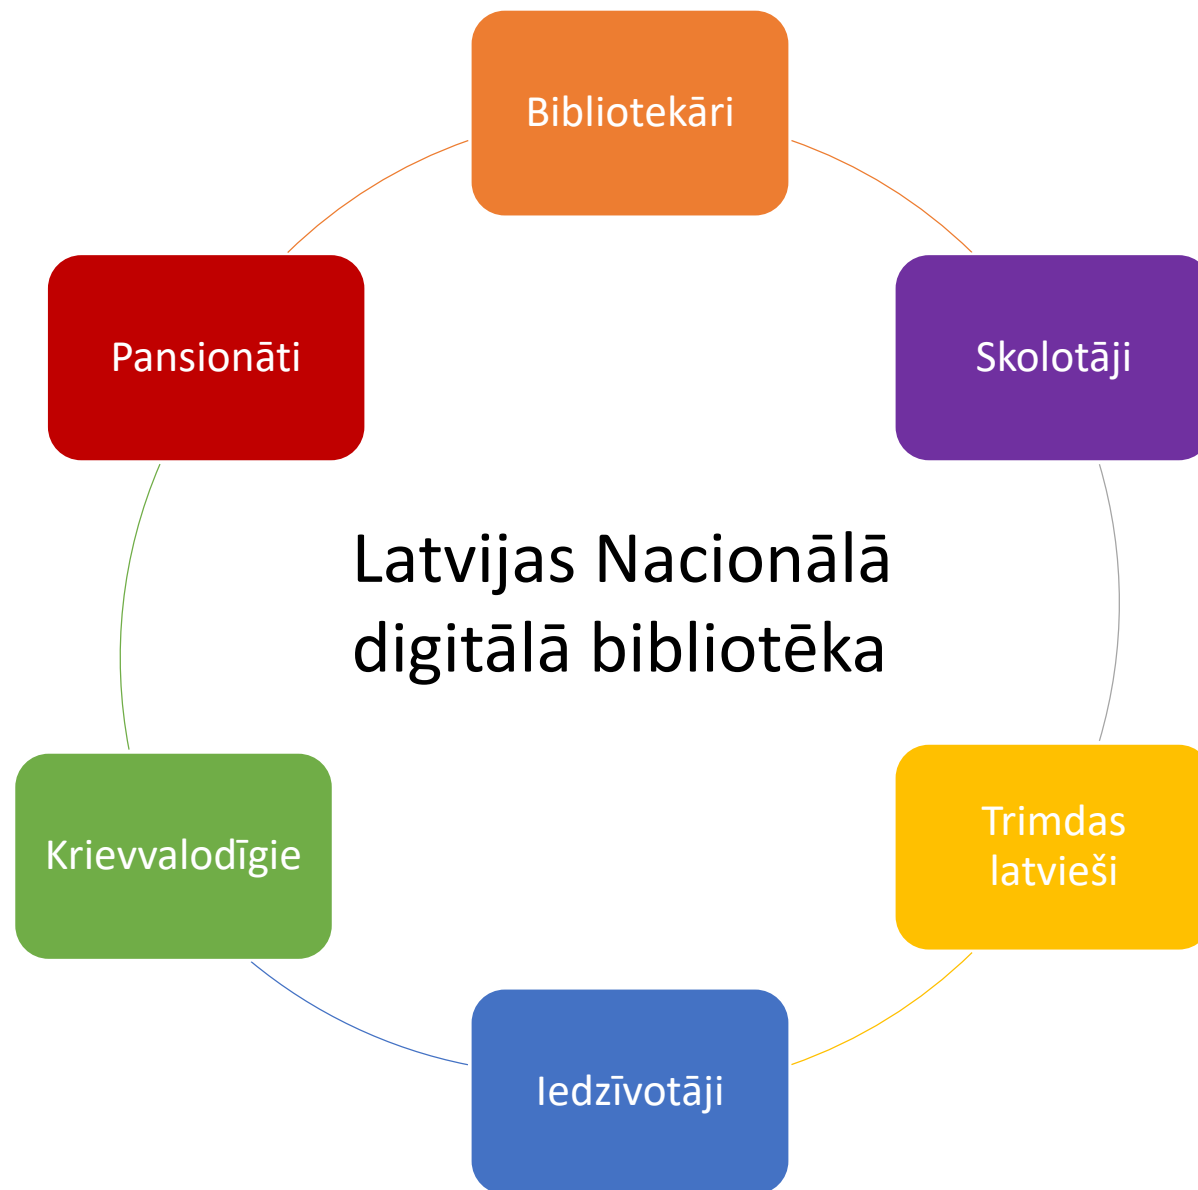 Bibliotekāri
Pansionāti
Skolotāji
Latvijas Nacionālā
digitālā bibliotēka
Krievvalodīgie
Trimdas
latvieši
Iedzīvotāji